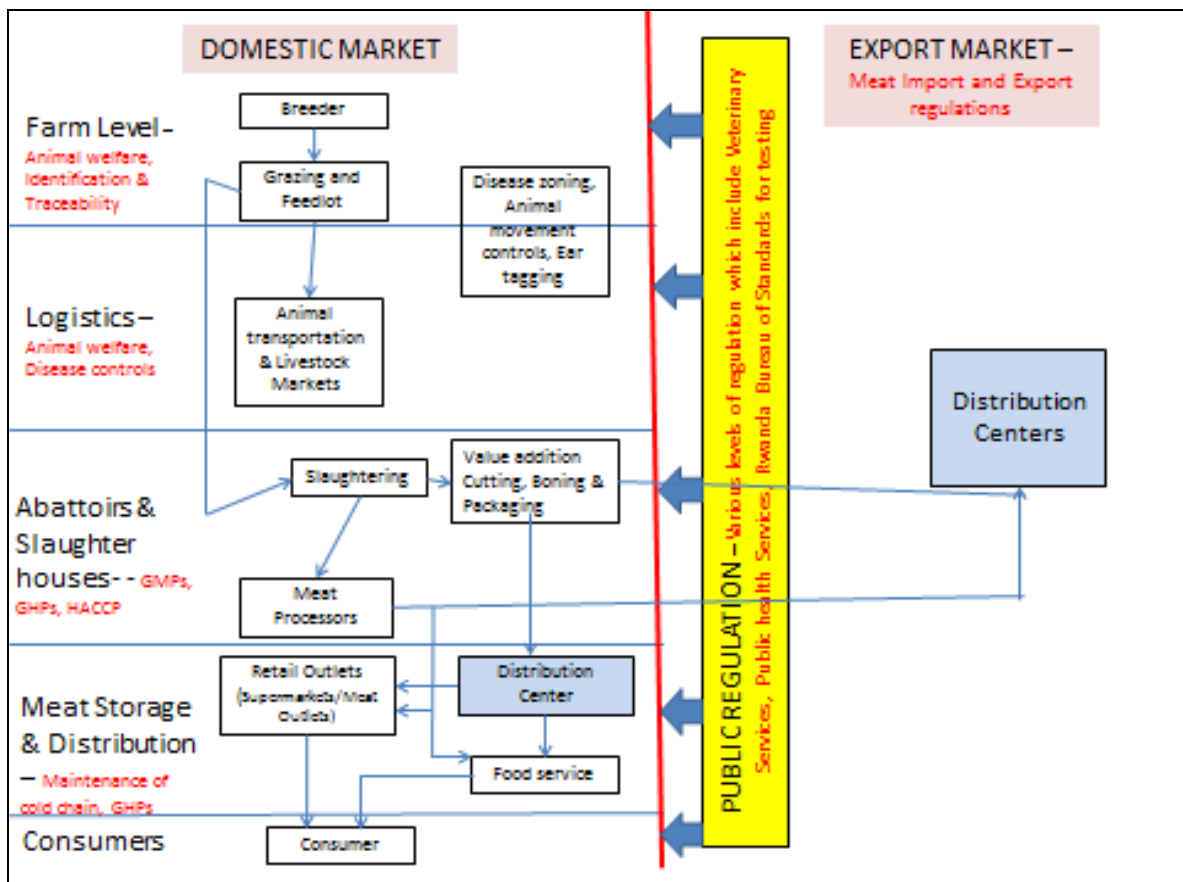 DOMESTIC MARKET
EXPORT MARKET –
Meat Import and Export
regulations
Farm Level –
Animal welfare,
Identification &
Traceability
Breeder
Grazing and
Feedlot
Disease zoning,
Animal
movement
controls, Ear
tagging
Logistics –
Animal welfare,
Disease controls
Animal
transportation
& Livestock
Markets
Abattoirs &
Slaughter
houses- - GMPs,
GHPs, HACCP
Slaughtering
Value addition
Cutting, Boning &
Packaging
Meat
Processors
Meat Storage
& Distribution
– Maintenance of
cold chain, GHPs
Retail Outlets
(Supermarkets/Meat
Outlets)
Distribution
Center
Food service
Consumers
Consumer
PUBLIC REGULATION – Various levels of regulation which include Veterinary
Services, Public health Services, Rwanda Bureau of Standards for testing
Distribution
Centers